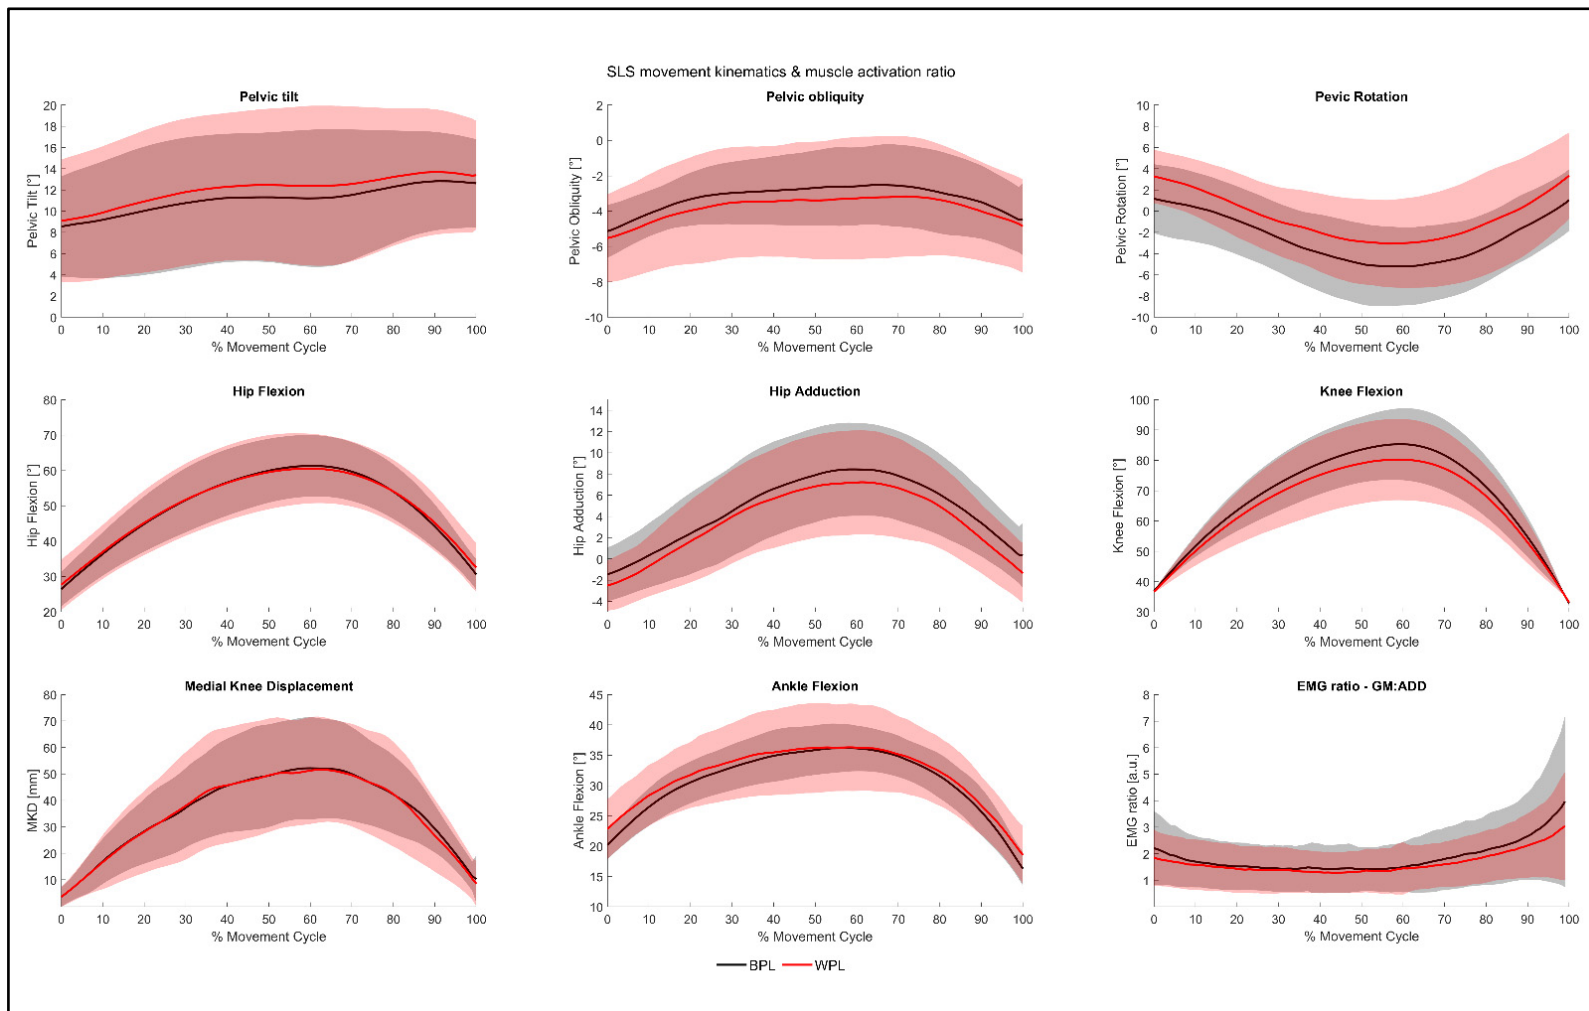 SLS movement kinematics & muscle activation ratio
Pelvic tilt
Pelvic Tilt [°]
20
18
16
14
12
10
8
6
4
2
0
0 10 20 30 40 50 60 70 80 90 100
% Movement Cycle
Pelvic obliquity
Pelvic Obliquity [°]
2
0
-2
-4
-6
-8
-10
0 10 20 30 40 50 60 70 80 90 100
% Movement Cycle
Pevic Rotation
Pelvic Rotation [°]
10
8
6
4
2
0
-2
-4
-6
-8
-10
0 10 20 30 40 50 60 70 80 90 100
% Movement Cycle
Hip Flexion
Hip Flexion [°]
80
70
60
50
40
30
20
0 10 20 30 40 50 60 70 80 90 100
% Movement Cycle
Hip Adduction
Hip Adduction [°]
14
12
10
8
6
4
2
0
-2
-4
0 10 20 30 40 50 60 70 80 90 100
% Movement Cycle
Knee Flexion
Knee Flexion [°]
100
90
80
70
60
50
40
30
0 10 20 30 40 50 60 70 80 90 100
% Movement Cycle
Medial Knee Displacement
MKD [mm]
80
70
60
50
40
30
20
10
0 10 20 30 40 50 60 70 80 90 100
% Movement Cycle
Ankle Flexion
Ankle Flexion [°]
45
40
35
30
25
20
15
10
0 10 20 30 40 50 60 70 80 90 100
% Movement Cycle
EMG ratio - GM:ADD
EMG ratio [a.u.]
8
7
6
5
4
3
2
1
0 10 20 30 40 50 60 70 80 90 100
% Movement Cycle
BPL WPL